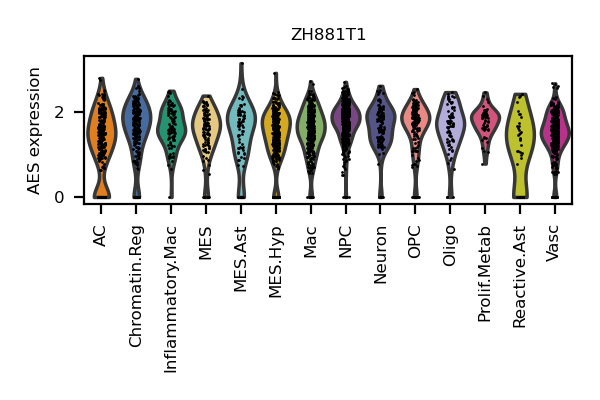 ZH881T1
AES expression
2
0
AC
Chromatin.Reg
Inflammatory.Mac
MES
MES.Ast
MES.Hyp
Mac
NPC
Neuron
OPC
Oligo
Prolif.Metab
Reactive.Ast
Vasc